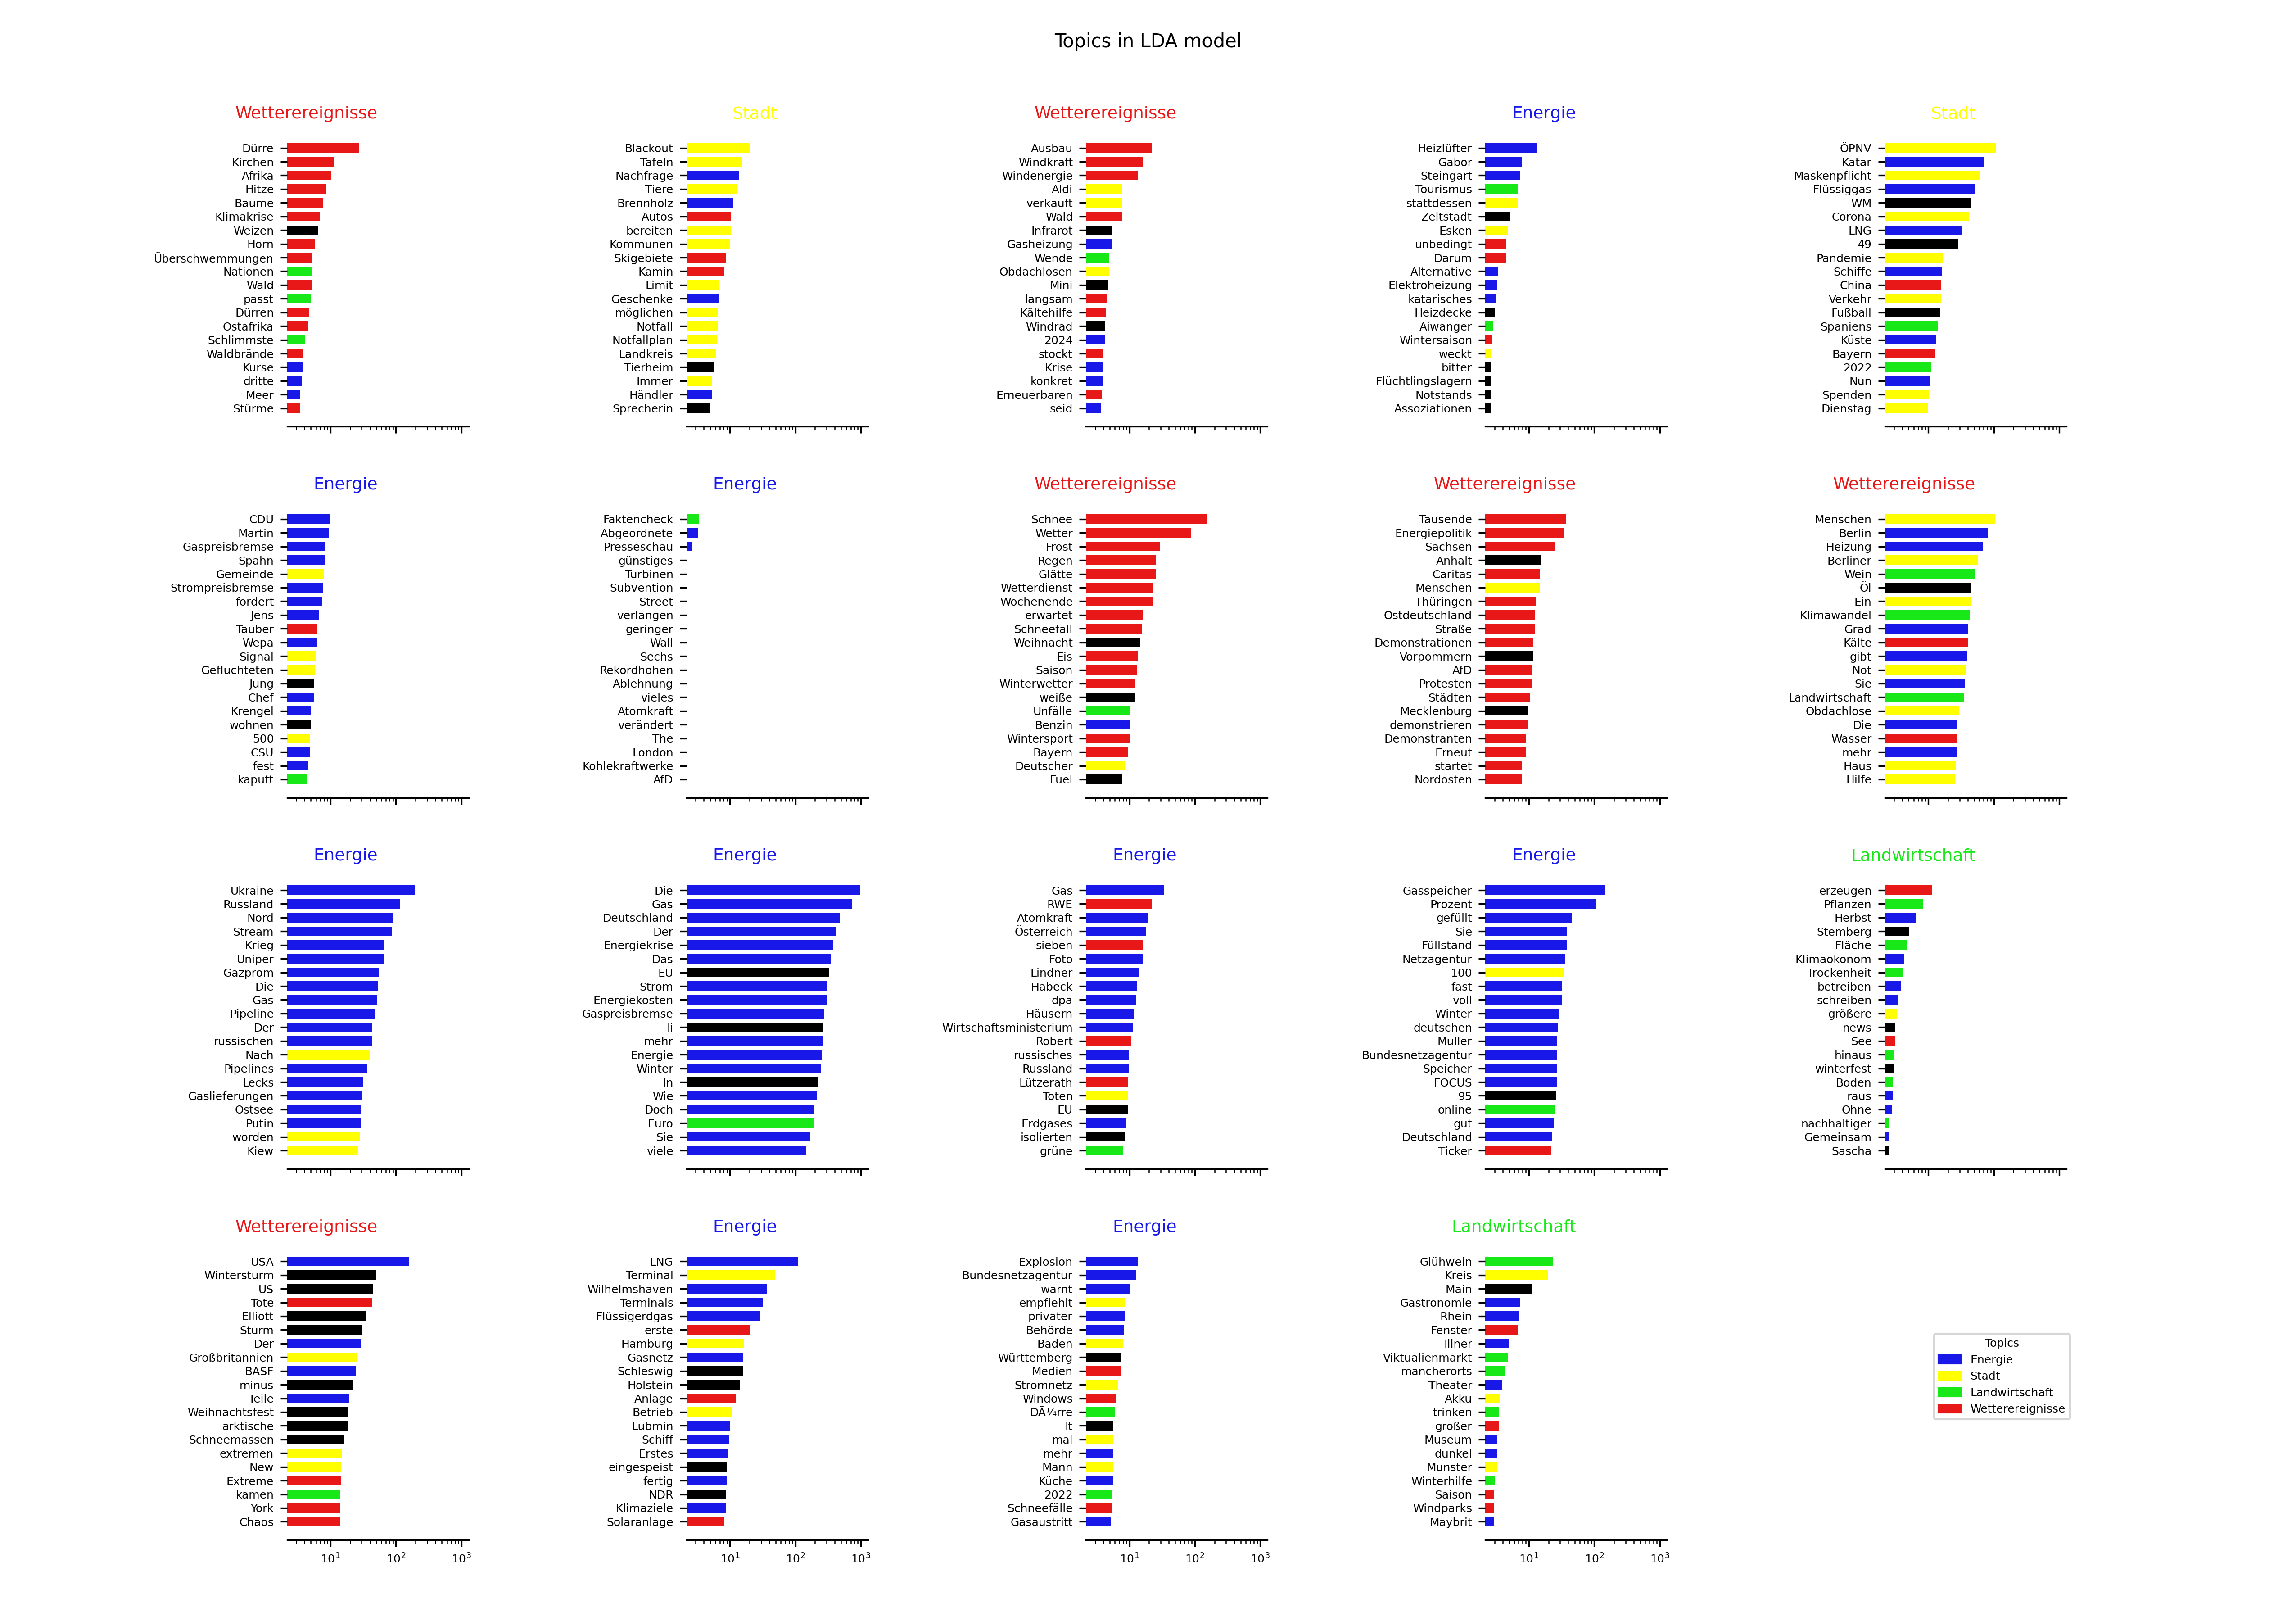 Topics in LDA model
Wetterereignisse
Dürre
Kirchen
Afrika
Hitze
Bäume
Klimakrise
Weizen
Horn
Überschwemmungen
Nationen
Wald
passt
Dürren
Ostafrika
Schlimmste
Waldbrände
Kurse
dritte
Meer
Stürme
Stadt
Blackout
Tafeln
Nachfrage
Tiere
Brennholz
Autos
bereiten
Kommunen
Skigebiete
Kamin
Limit
Geschenke
möglichen
Notfall
Notfallplan
Landkreis
Tierheim
Immer
Händler
Sprecherin
Wetterereignisse
Ausbau
Windkraft
Windenergie
Aldi
verkauft
Wald
Infrarot
Gasheizung
Wende
Obdachlosen
Mini
langsam
Kältehilfe
Windrad
2024
stockt
Krise
konkret
Erneuerbaren
seid
Energie
Heizlüfter
Gabor
Steingart
Tourismus
stattdessen
Zeltstadt
Esken
unbedingt
Darum
Alternative
Elektroheizung
katarisches
Heizdecke
Aiwanger
Wintersaison
weckt
bitter
Flüchtlingslagern
Notstands
Assoziationen
Stadt
ÖPNV
Katar
Maskenpflicht
Flüssiggas
WM
Corona
LNG
49
Pandemie
Schiffe
China
Verkehr
Fußball
Spaniens
Küste
Bayern
2022
Nun
Spenden
Dienstag
Energie
CDU
Martin
Gaspreisbremse
Spahn
Gemeinde
Strompreisbremse
fordert
Jens
Tauber
Wepa
Signal
Geflüchteten
Jung
Chef
Krengel
wohnen
500
CSU
fest
kaputt
Energie
Faktencheck
Abgeordnete
Presseschau
günstiges
Turbinen
Subvention
Street
verlangen
geringer
Wall
Sechs
Rekordhöhen
Ablehnung
vieles
Atomkraft
verändert
The
London
Kohlekraftwerke
AfD
Wetterereignisse
Schnee
Wetter
Frost
Regen
Glätte
Wetterdienst
Wochenende
erwartet
Schneefall
Weihnacht
Eis
Saison
Winterwetter
weiße
Unfälle
Benzin
Wintersport
Bayern
Deutscher
Fuel
Wetterereignisse
Tausende
Energiepolitik
Sachsen
Anhalt
Caritas
Menschen
Thüringen
Ostdeutschland
Straße
Demonstrationen
Vorpommern
AfD
Protesten
Städten
Mecklenburg
demonstrieren
Demonstranten
Erneut
startet
Nordosten
Wetterereignisse
Menschen
Berlin
Heizung
Berliner
Wein
Öl
Ein
Klimawandel
Grad
Kälte
gibt
Not
Sie
Landwirtschaft
Obdachlose
Die
Wasser
mehr
Haus
Hilfe
Energie
Ukraine
Russland
Nord
Stream
Krieg
Uniper
Gazprom
Die
Gas
Pipeline
Der
russischen
Nach
Pipelines
Lecks
Gaslieferungen
Ostsee
Putin
worden
Kiew
Energie
Die
Gas
Deutschland
Der
Energiekrise
Das
EU
Strom
Energiekosten
Gaspreisbremse
li
mehr
Energie
Winter
In
Wie
Doch
Euro
Sie
viele
Energie
Gas
RWE
Atomkraft
Österreich
sieben
Foto
Lindner
Habeck
dpa
Häusern
Wirtschaftsministerium
Robert
russisches
Russland
Lützerath
Toten
EU
Erdgases
isolierten
grüne
Energie
Gasspeicher
Prozent
gefüllt
Sie
Füllstand
Netzagentur
100
fast
voll
Winter
deutschen
Müller
Bundesnetzagentur
Speicher
FOCUS
95
online
gut
Deutschland
Ticker
Landwirtschaft
erzeugen
Pflanzen
Herbst
Stemberg
Fläche
Klimaökonom
Trockenheit
betreiben
schreiben
größere
news
See
hinaus
winterfest
Boden
raus
Ohne
nachhaltiger
Gemeinsam
Sascha
Wetterereignisse
USA
Wintersturm
US
Tote
Elliott
Sturm
Der
Großbritannien
BASF
minus
Teile
Weihnachtsfest
arktische
Schneemassen
extremen
New
Extreme
kamen
York
Chaos
10¹ 10² 10³
Energie
LNG
Terminal
Wilhelmshaven
Terminals
Flüssigerdgas
erste
Hamburg
Gasnetz
Schleswig
Holstein
Anlage
Betrieb
Lubmin
Schiff
Erstes
eingespeist
fertig
NDR
Klimaziele
Solaranlage
10¹ 10² 10³
Energie
Explosion
Bundesnetzagentur
warnt
empfiehlt
privater
Behörde
Baden
Württemberg
Medien
Stromnetz
Windows
DÃ¼rre
It
mal
mehr
Mann
Küche
2022
Schneefälle
Gasaustritt
10¹ 10² 10³
Landwirtschaft
Glühwein
Kreis
Main
Gastronomie
Rhein
Fenster
Illner
Viktualienmarkt
mancherorts
Theater
Akku
trinken
größer
Museum
dunkel
Münster
Winterhilfe
Saison
Windparks
Maybrit
10¹ 10² 10³
Topics
Energie
Stadt
Landwirtschaft
Wetterereignisse